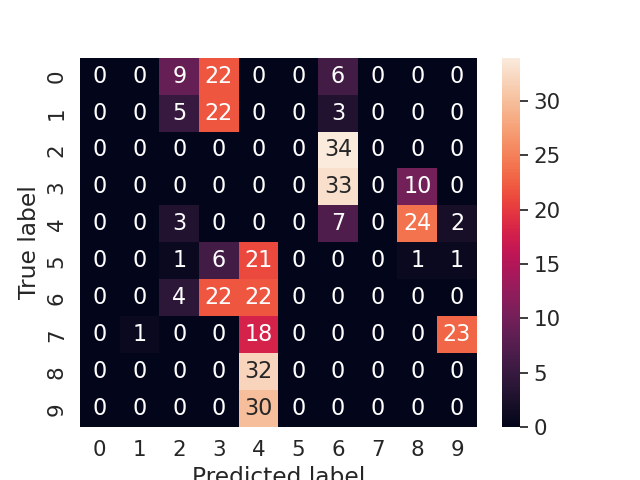 0 0 0 9 22 0 0 6 0 0 0
1 0 0 5 22 0 0 3 0 0 0
2 0 0 0 0 0 0 34 0 0 0
3 0 0 0 0 0 0 33 0 10 0
4 0 0 3 0 0 0 7 0 24 2
5 0 0 1 6 21 0 0 0 1 1
6 0 0 4 22 22 0 0 0 0 0
7 0 1 0 0 18 0 0 0 0 23
8 0 0 0 0 32 0 0 0 0 0
9 0 0 0 0 30 0 0 0 0 0
0 1 2 3 4 5 6 7 8 9
True label
Predicted label
30
25
20
15
10
5
0